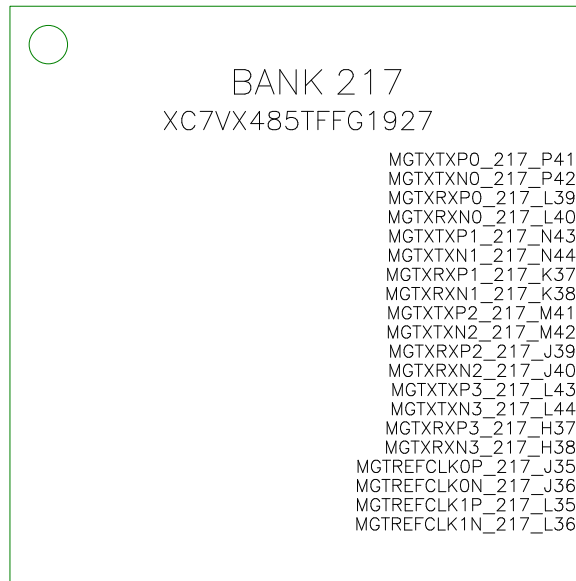 BANK 217
XC7VX485TFFG1927
MGTXTXP0_217_P41
MGTXTXN0_217_P42
MGTXRXP0_217_L39
MGTXRXN0_217_L40
MGTXTXP1_217_N43
MGTXTXN1_217_N44
MGTXRXP1_217_K37
MGTXRXN1_217_K38
MGTXTXP2_217_M41
MGTXTXN2_217_M42
MGTXRXP2_217_J39
MGTXRXN2_217_J40
MGTXTXP3_217_L43
MGTXTXN3_217_L44
MGTXRXP3_217_H37
MGTXRXN3_217_H38
MGTREFCLK0P_217_J35
MGTREFCLK0N_217_J36
MGTREFCLK1P_217_L35
MGTREFCLK1N_217_L36